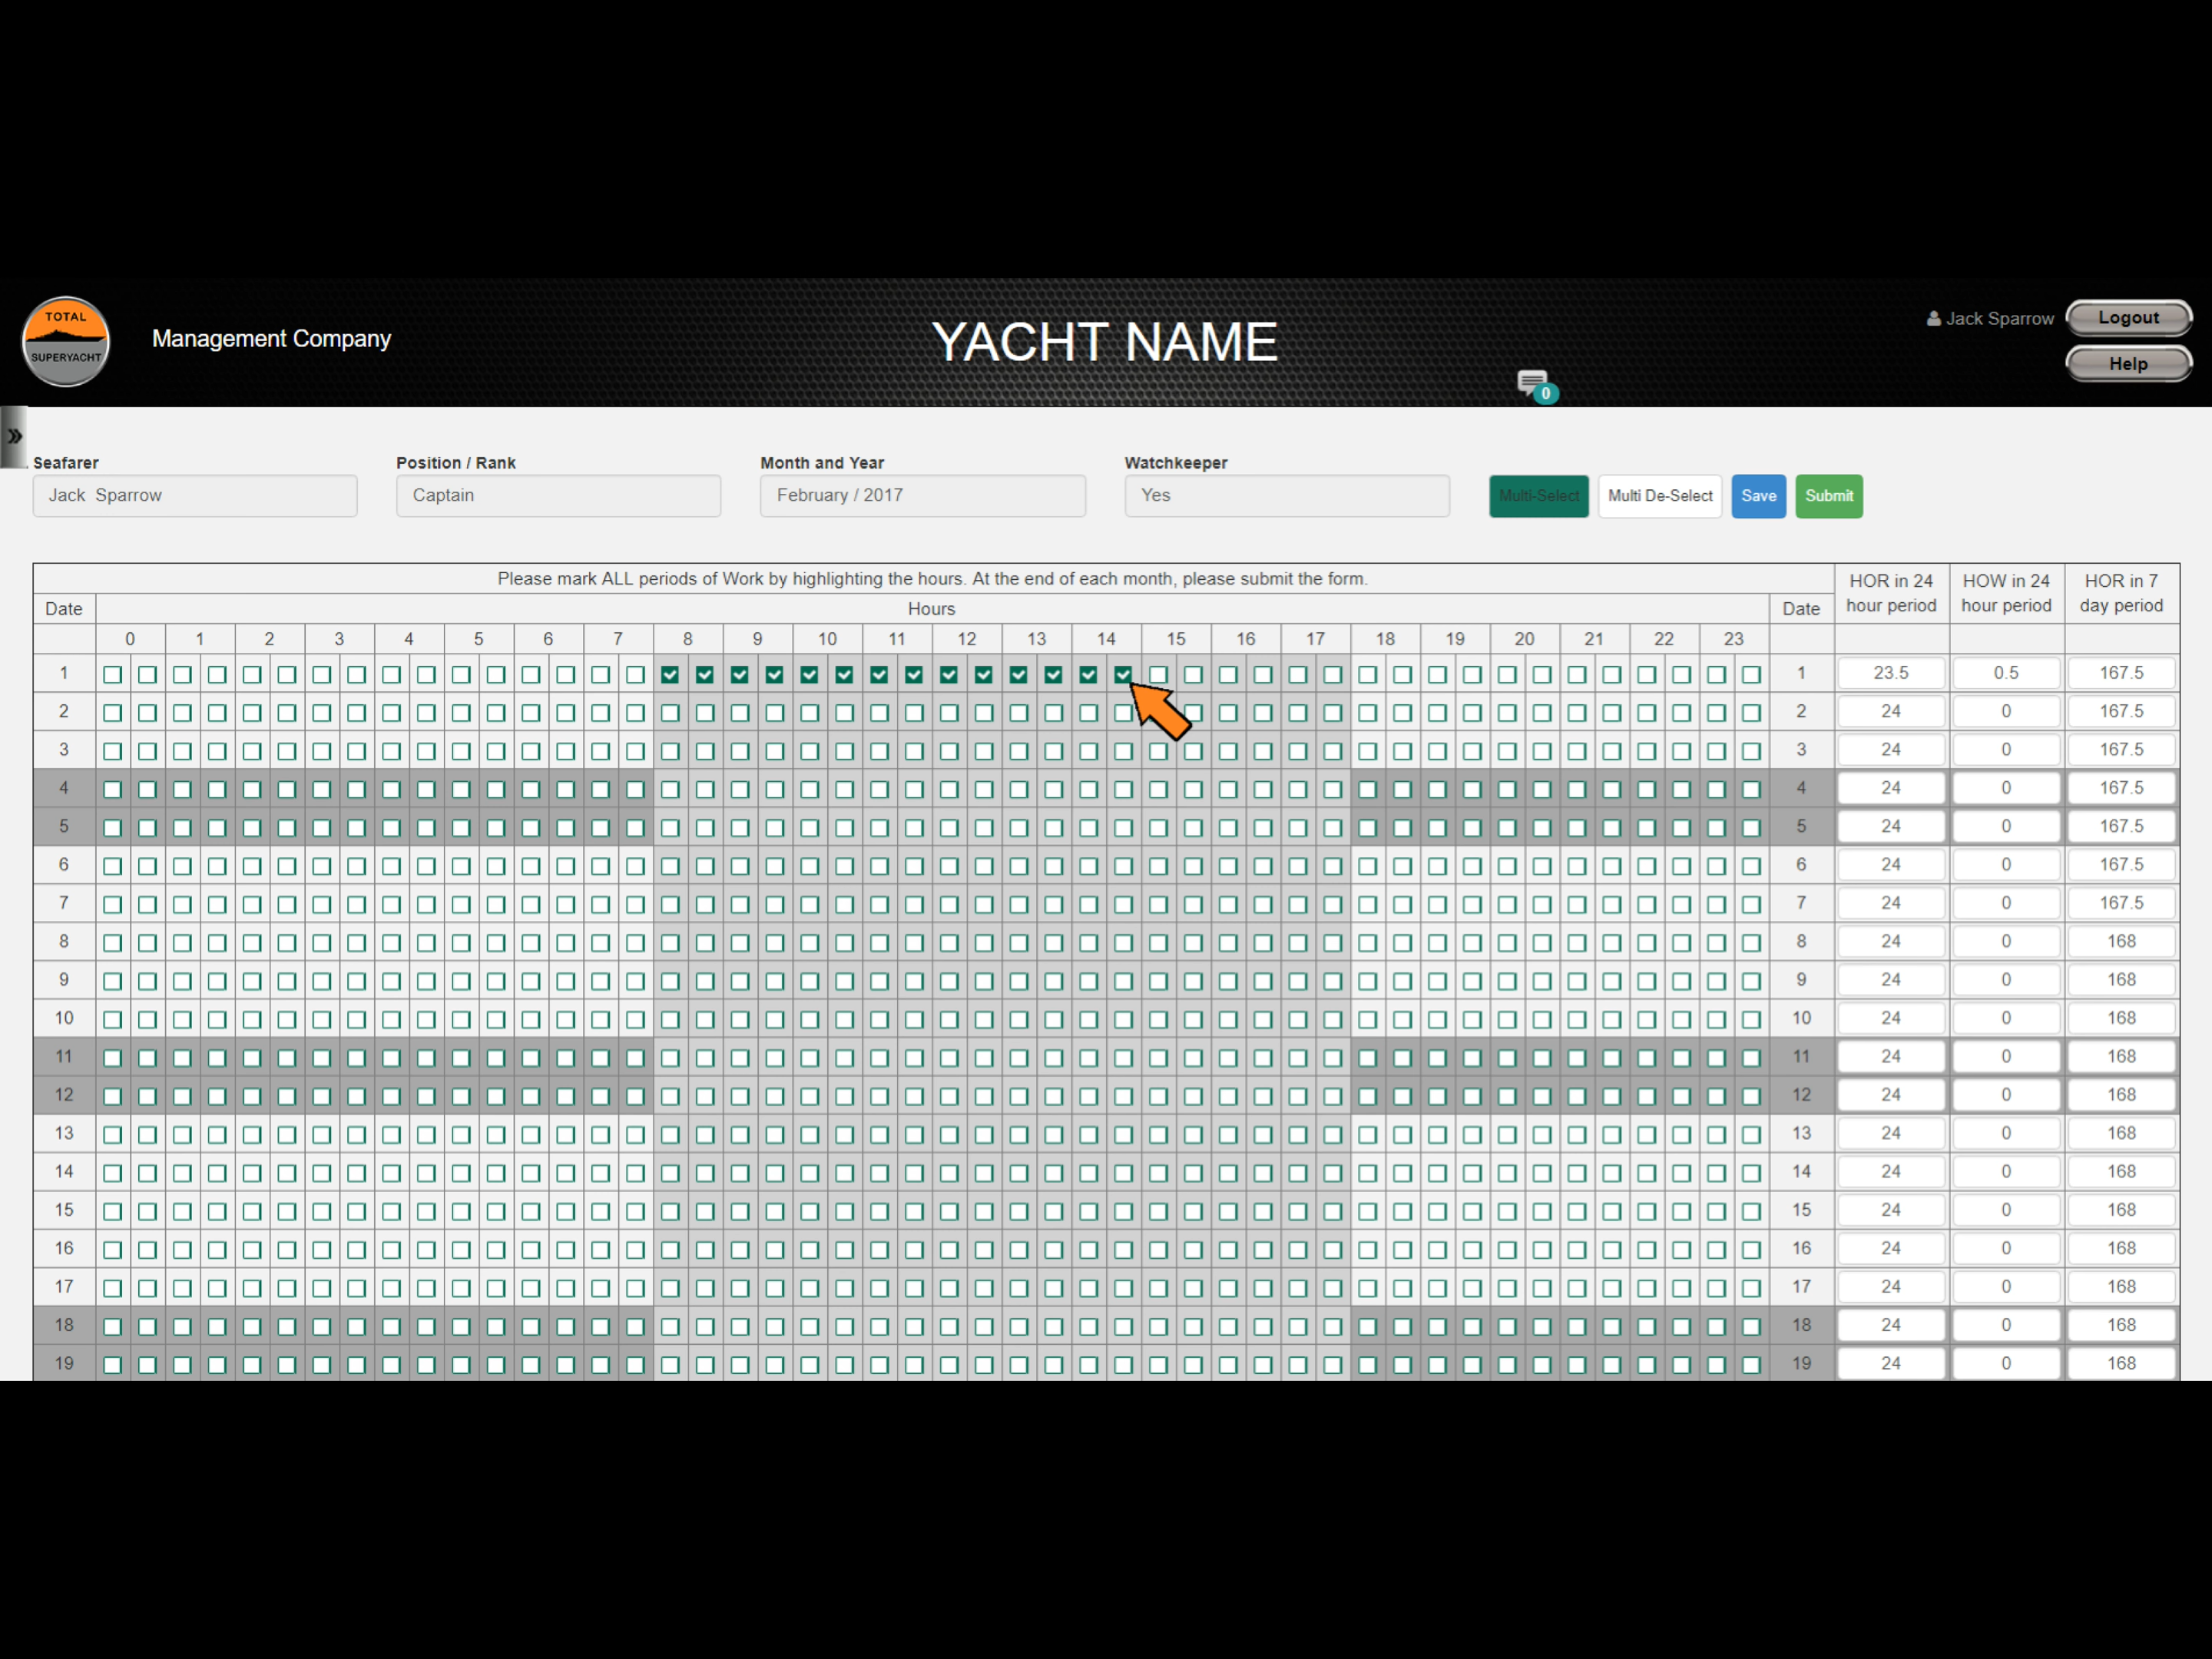 TOTAL
SUPERYACHT
Management Company
YACHT NAME
0
Jack Sparrow
Logout
Help
»
Seafarer
Position / Rank
Month and Year
Watchkeeper
Jack Sparrow
Captain
February / 2017
Yes
Multi-Select
Multi De-Select
Save
Submit
Please mark ALL periods of Work by highlighting the hours. At the end of each month, please submit the form.
HOR in 24 hour period
HOW in 24 hour period
HOR in 7 day period
Date Hours Date
0 1 2 3 4 5 6 7 8 9 10 11 12 13 14 15 16 17 18 19 20 21 22 23
1 1 23.5 0.5 167.5
2 2 24 0 167.5
3 3 24 0 167.5
4 4 24 0 167.5
5 5 24 0 167.5
6 6 24 0 167.5
7 7 24 0 167.5
8 8 24 0 168
9 9 24 0 168
10 10 24 0 168
11 11 24 0 168
12 12 24 0 168
13 13 24 0 168
14 14 24 0 168
15 15 24 0 168
16 16 24 0 168
17 17 24 0 168
18 18 24 0 168
19 19 24 0 168